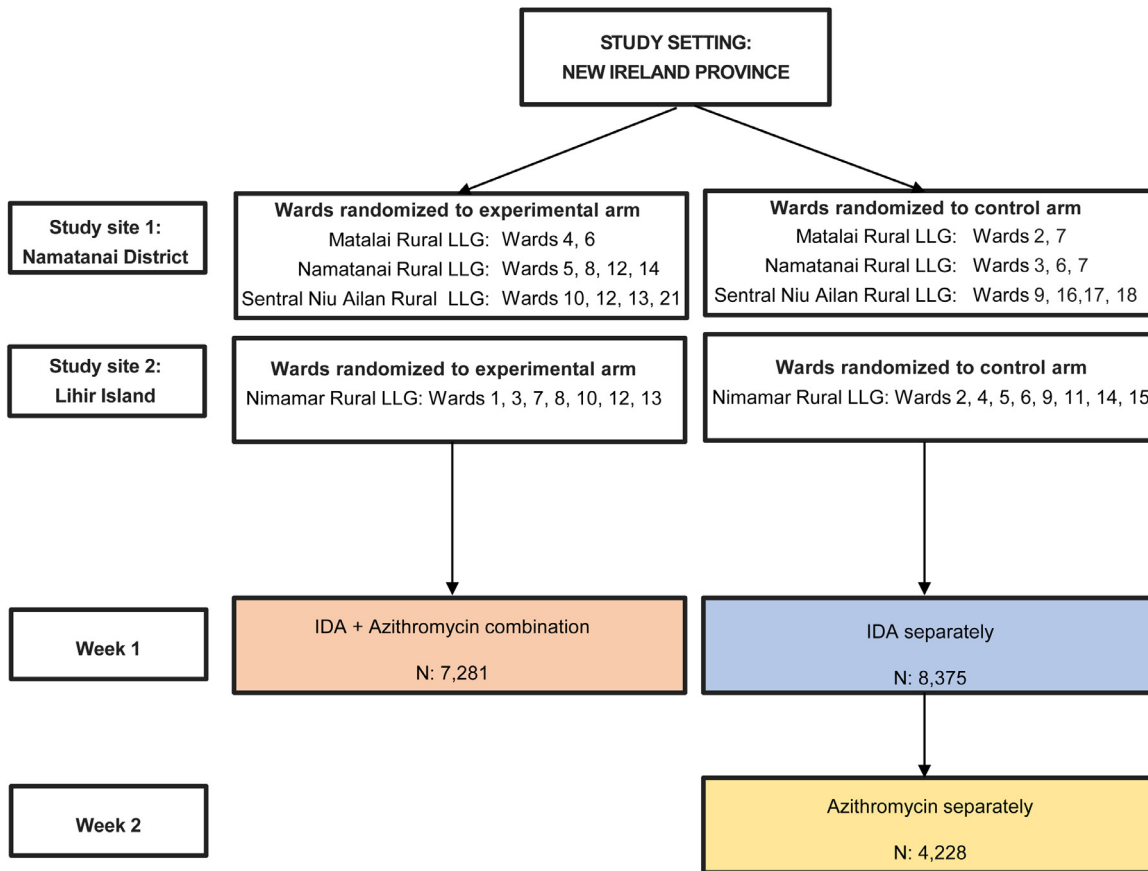 STUDY SETTING:
NEW IRELAND PROVINCE
Study site 1:
Namatanai District
Wards randomized to experimental arm
Matalai Rural LLG: Wards 4, 6
Namatanai Rural LLG: Wards 5, 8, 12, 14
Sentral Niu Ailan Rural LLG: Wards 10, 12, 13, 21
Wards randomized to control arm
Matalai Rural LLG: Wards 2, 7
Namatanai Rural LLG: Wards 3, 6, 7
Sentral Niu Ailan Rural LLG: Wards 9, 16,17, 18
Study site 2:
Lihir Island
Wards randomized to experimental arm
Nimamar Rural LLG: Wards 1, 3, 7, 8, 10, 12, 13
Wards randomized to control arm
Nimamar Rural LLG: Wards 2, 4, 5, 6, 9, 11, 14, 15
Week 1
IDA + Azithromycin combination
N: 7,281
IDA separately
N: 8,375
Week 2
Azithromycin separately
N: 4,228